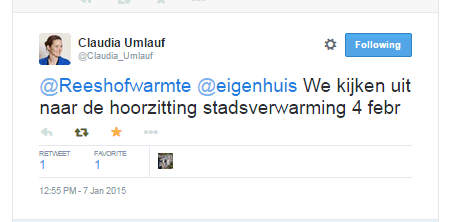 Claudia Umlauf
@Claudia_Umlauf
Following
@Reeshofwarmte @eigenhuis We kijken uit
naar de hoorzitting stadsverwarming 4 febr
RETWEET FAVORITE
1 1
12:55 PM - 7 Jan 2015